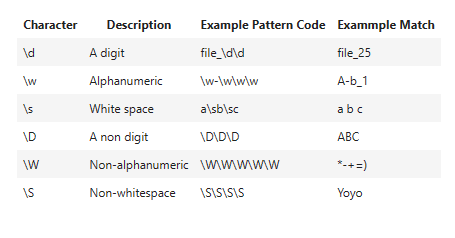 Character Description Example Pattern Code Exammple Match
\d A digit file_\d\d file_25
\w Alphanumeric \w-\w\w\w A-b_1
\s White space a\sb\sc a b c
\D A non digit \D\D\D ABC
\W Non-alphanumeric \W\W\W\W\W *-+=)
\S Non-whitespace \S\S\S\S Yoyo